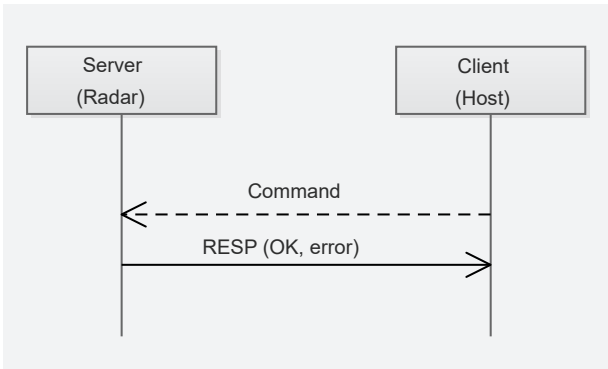 Server
(Radar)
Client
(Host)
Command
RESP (OK, error)